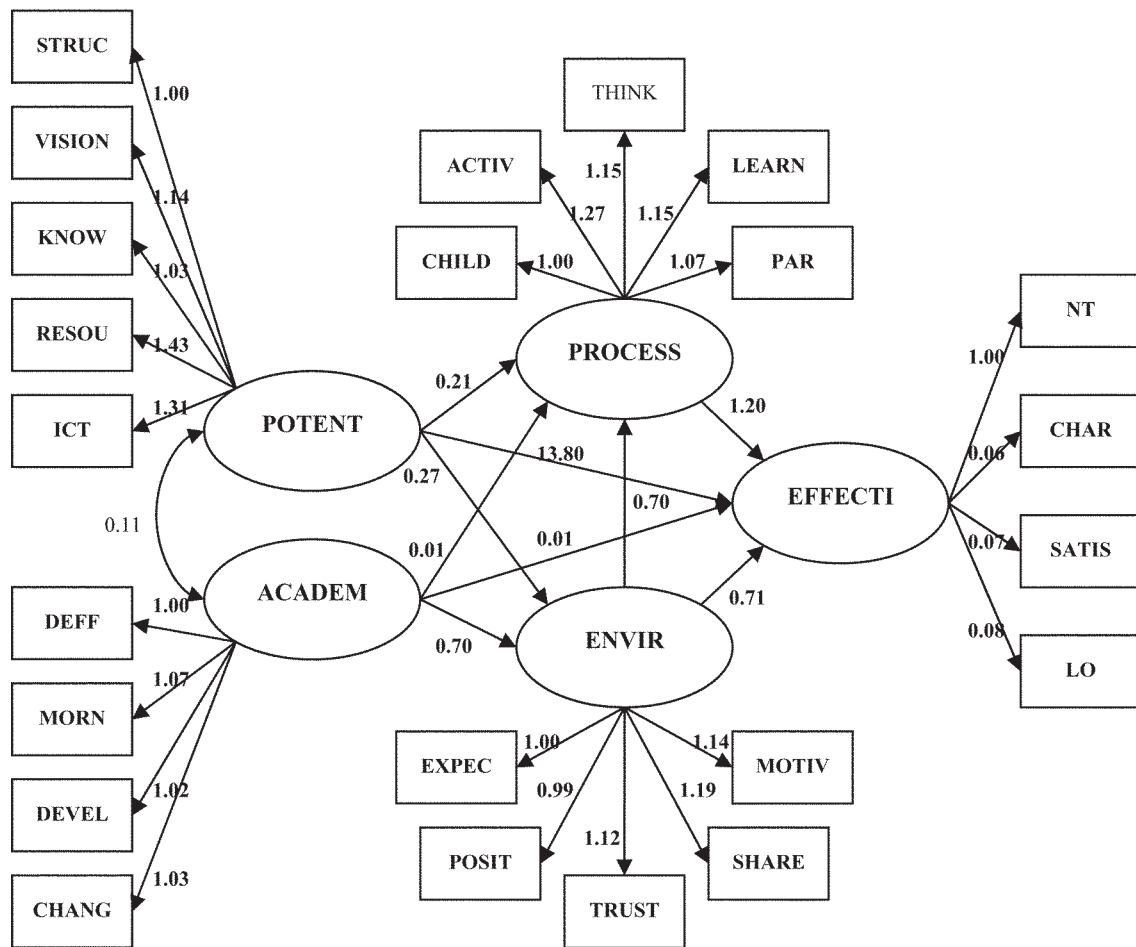 STRUC
1.00
VISION
1.14
KNOW
1.03
RESOU
1.43
ICT
1.31
POTENT
0.11
ACADEM
DEFF
1.00
MORN
1.07
DEVEL
1.02
CHANG
1.03
THINK
ACTIV
1.15
LEARN
1.27
1.15
CHILD
1.00
1.07
PAR
PROCESS
0.21
1.20
13.80
0.27
0.70
0.01
0.01
0.70
0.71
ENVIR
EFFECTI
NT
1.00
CHAR
0.06
SATIS
0.07
LO
0.08
EXPEC
1.00
1.14
MOTIV
0.99
1.19
POSIT
1.12
SHARE
TRUST